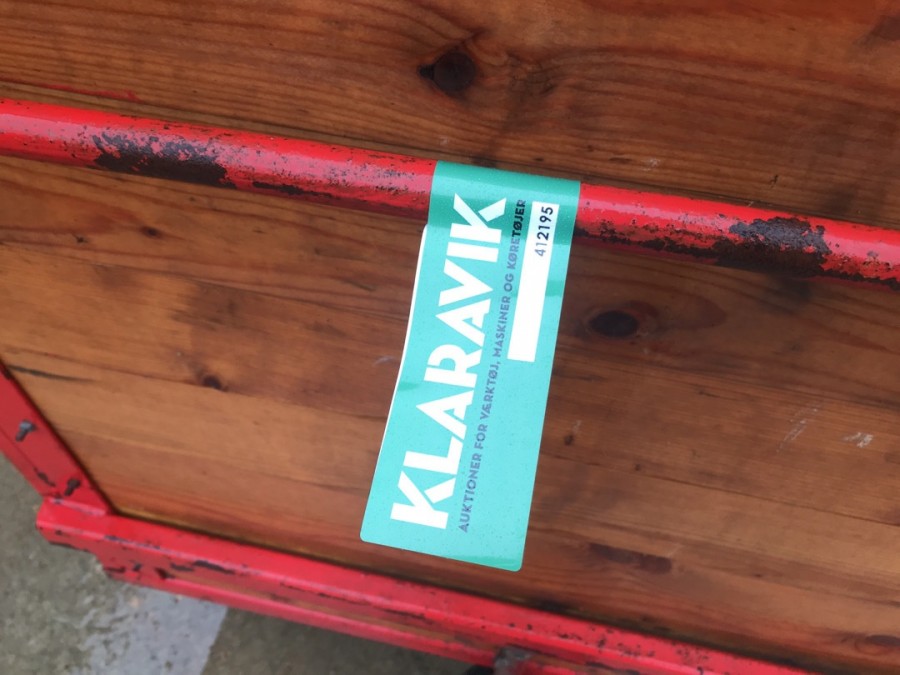 KLARAVIK
AUKTIONER FOR VÆRKTØJ, MASKINER OG KØRETØJER
412195